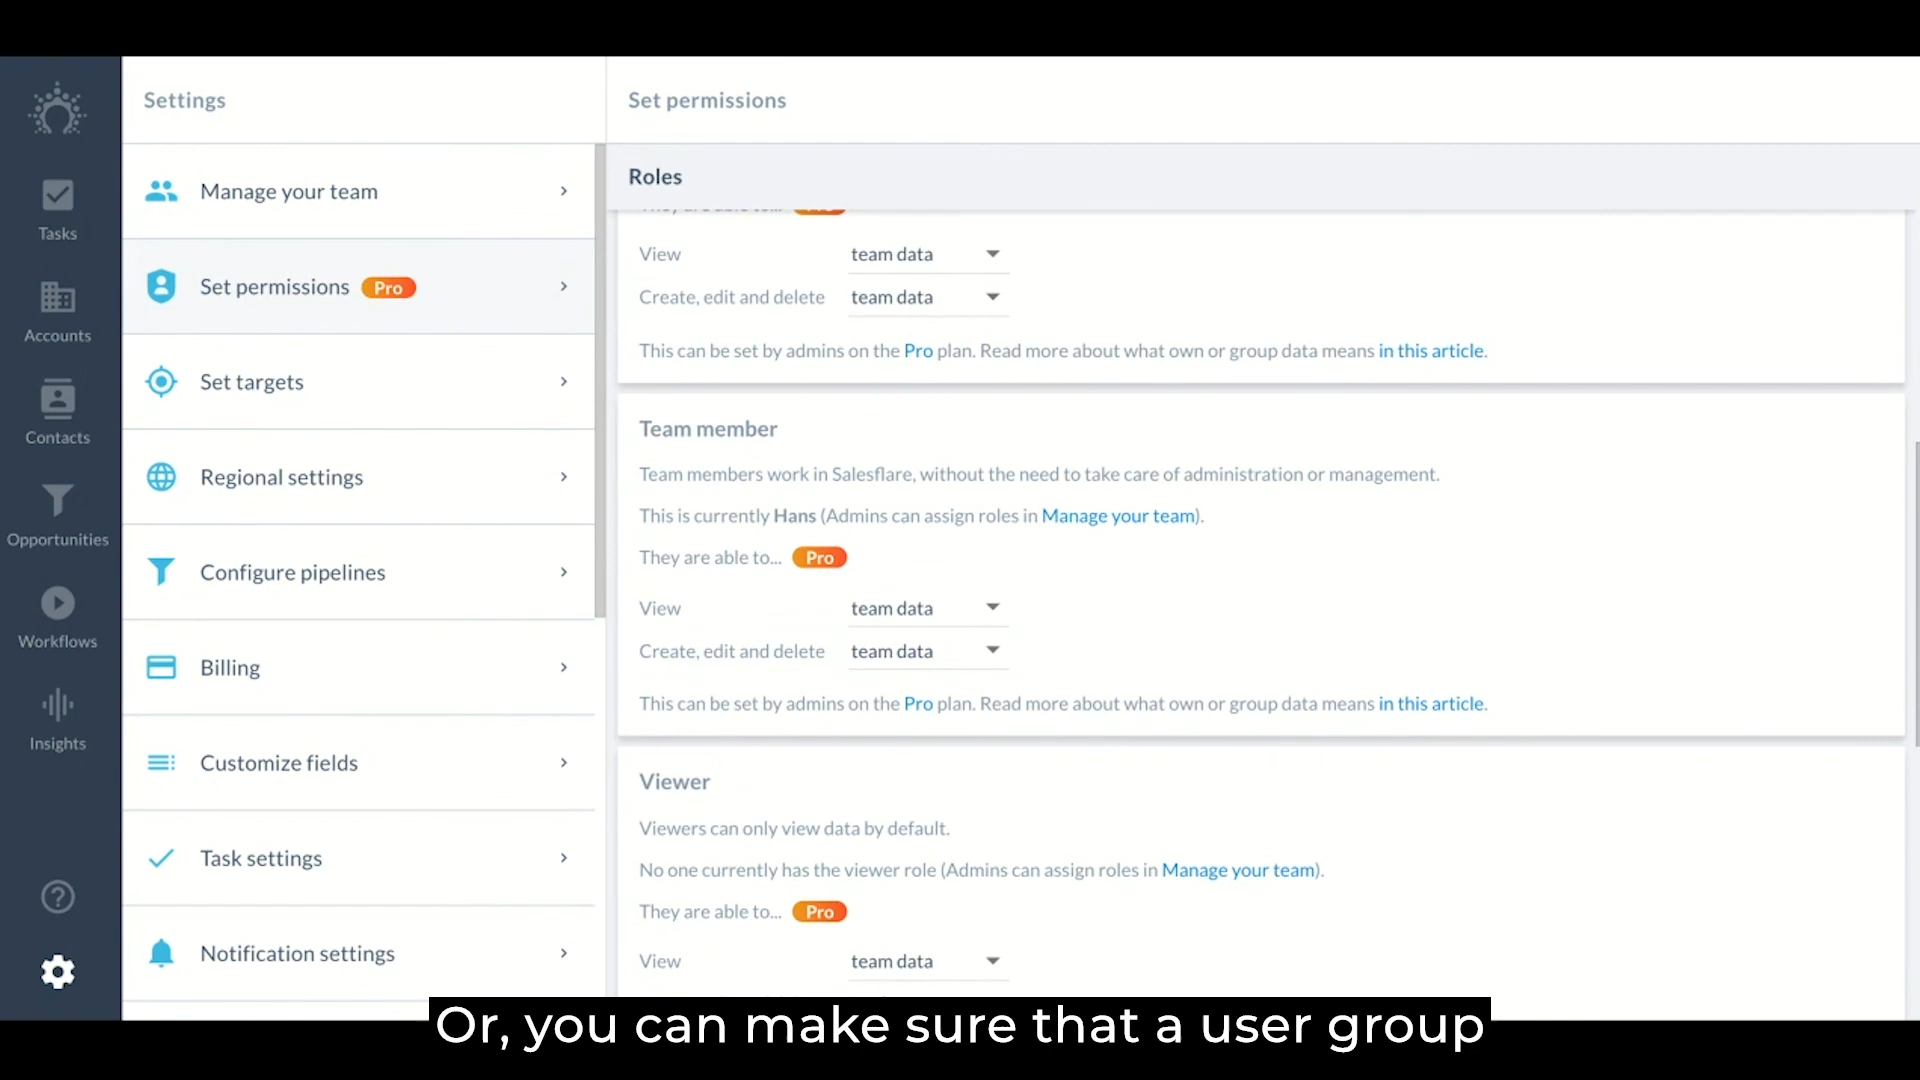 Settings
Set permissions
Tasks
Accounts
Contacts
Opportunities
Workflows
Insights
Manage your team
Set permissions Pro
Set targets
Regional settings
Configure pipelines
Billing
Customize fields
Task settings
Notification settings
Roles
View team data
Create, edit and delete team data
This can be set by admins on the Pro plan. Read more about what own or group data means in this article.
Team member
Team members work in Salesflare, without the need to take care of administration or management.
This is currently Hans (Admins can assign roles in Manage your team).
They are able to... Pro
View team data
Create, edit and delete team data
This can be set by admins on the Pro plan. Read more about what own or group data means in this article.
Viewer
Viewers can only view data by default.
No one currently has the viewer role (Admins can assign roles in Manage your team).
They are able to... Pro
View team data
Or, you can make sure that a user group